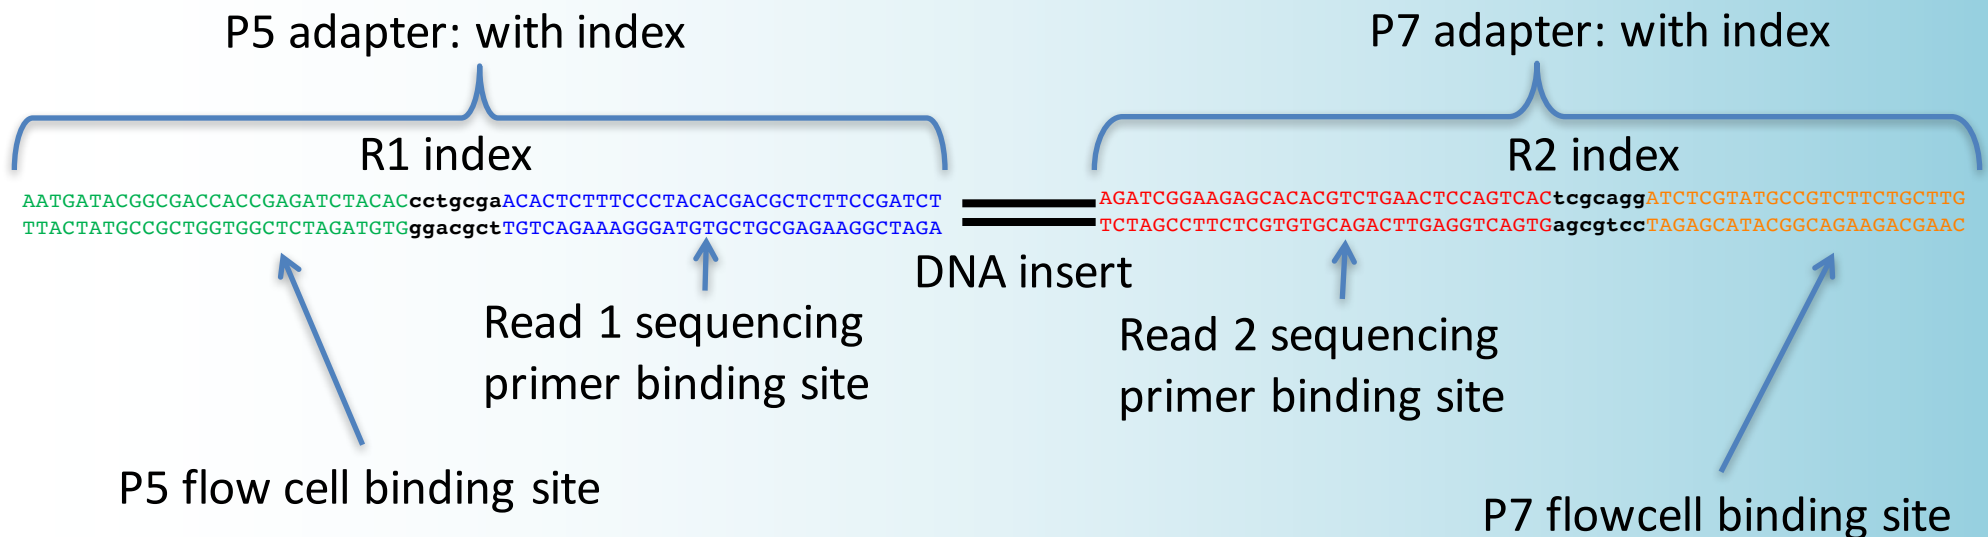 P5 adapter: with index
P7 adapter: with index
R1 index
R2 index
AATGATACGGCGACCACCGAGATCTACACcctgcgaACACTCTTTCCCTACACGACGCTCTTCCGATCT
AGATCGGAAGAGCACACGTCTGAACTCCAGTCACtcgcaggATCTCGTATGCCGTCTTCTGCTTG
TTACTATGCCGCTGGTGGCTCTAGATGTGggacgctTGTCAGAAAGGGATGTGCTGCGAGAAGGCTAGA
TCTAGCCTTCTCGTGTGCAGACTTGAGGTCAGTGagcgtccTAGAGCATACGGCAGAAGACGAAC
DNA insert
Read 1 sequencing
primer binding site
Read 2 sequencing
primer binding site
P5 flow cell binding site
P7 flowcell binding site